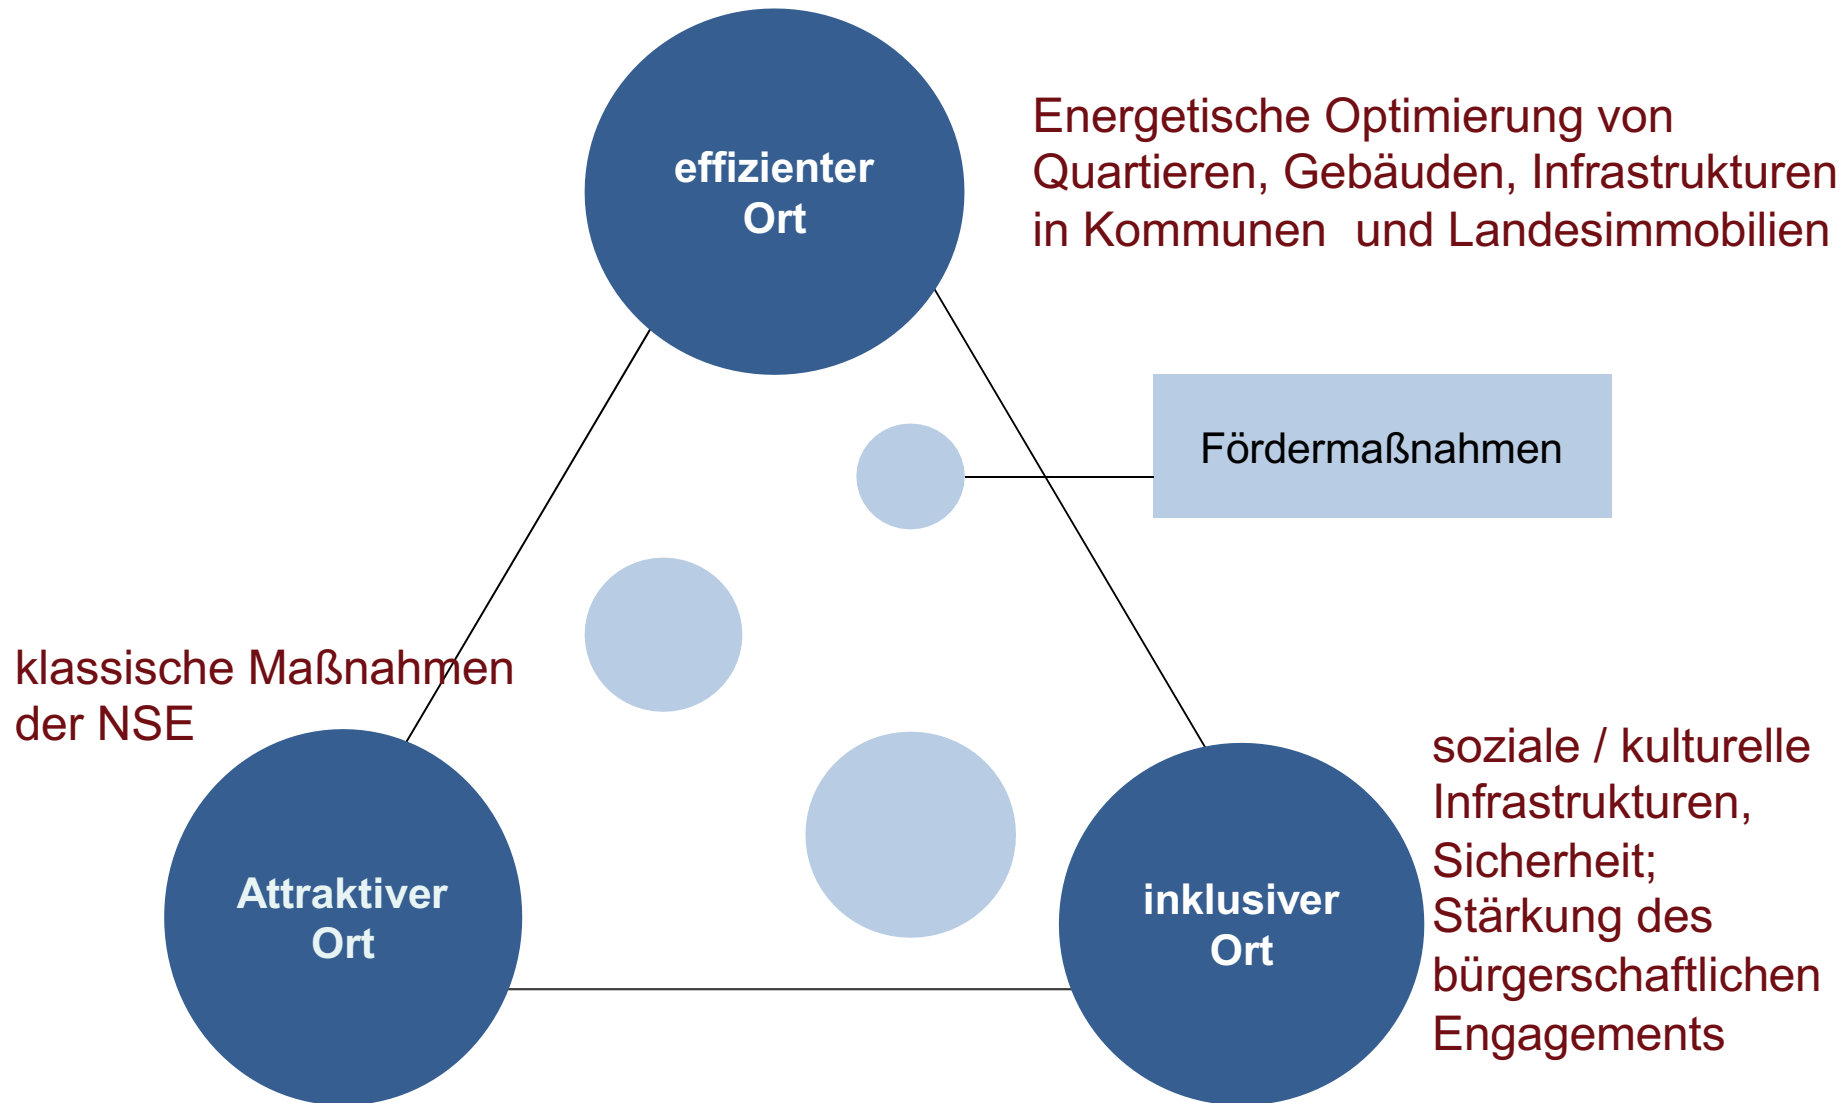 effizienter
Ort
Energetische Optimierung von
Quartieren, Gebäuden, Infrastrukturen
in Kommunen  und Landesimmobilien
Fördermaßnahmen
klassische Maßnahmen
der NSE
Attraktiver
Ort
inklusiver
Ort
soziale / kulturelle
Infrastrukturen,
Sicherheit;
Stärkung des
bürgerschaftlichen
Engagements